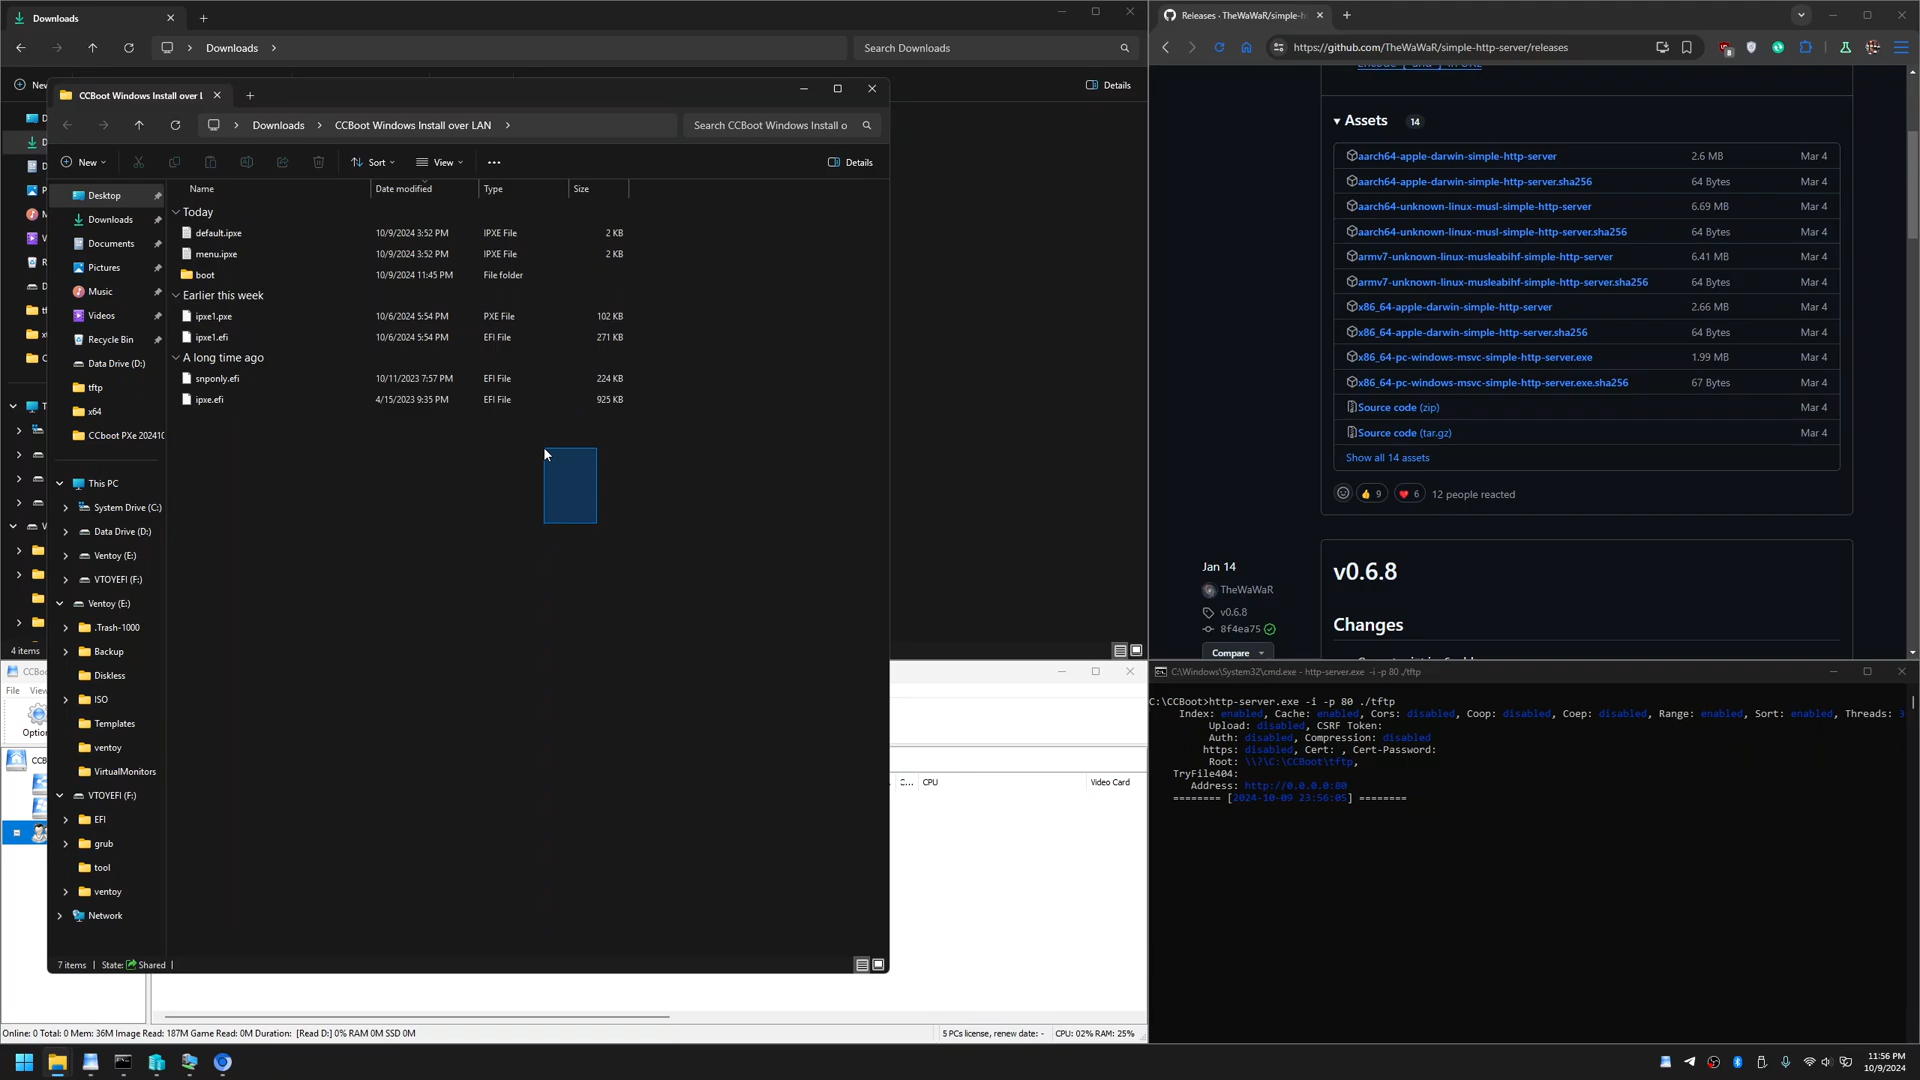 Downloads
Downloads
Search Downloads
New
Details
CCBoot Windows Install over L
Downloads
CCBoot Windows Install over LAN
Search CCBoot Windows Install o
New
Sort
View
Details
Name
Date modified
Type
Size
Today
default.ipxe 10/9/2024 3:52 PM IPXE File 2 KB
menu.ipxe 10/9/2024 3:52 PM IPXE File 2 KB
boot 10/9/2024 11:45 PM File folder
Earlier this week
ipxe1.pxe 10/6/2024 5:54 PM PXE File 102 KB
ipxe1.efi 10/6/2024 5:54 PM EFI File 271 KB
A long time ago
snponly.efi 10/11/2023 7:57 PM EFI File 224 KB
ipxe.efi 4/15/2023 9:35 PM EFI File 925 KB
Desktop
Downloads
Documents
Pictures
Music
Videos
Recycle Bin
Data Drive (D:)
tftp
x64
CCboot PXe 20241
This PC
System Drive (C:)
Data Drive (D:)
Ventoy (E:)
VTOYEFI (F:)
Ventoy (E:)
.Trash-1000
Backup
Diskless
ISO
Templates
ventoy
VirtualMonitors
VTOYEFI (F:)
EFI
grub
tool
ventoy
Network
7 items
State: Shared
4 items
CCBoo
File View
Option
CCB
C... CPU Video Card
Online: 0 Total: 0 Mem: 36M Image Read: 187M Game Read: 0M Duration: [Read D:] 0% RAM 0M SSD 0M
5 PCs license, renew date: -
CPU: 02% RAM: 25%
Releases · TheWaWaR/simple-h
https://github.com/TheWaWaR/simple-http-server/releases
Assets 14
aarch64-apple-darwin-simple-http-server 2.6 MB Mar 4
aarch64-apple-darwin-simple-http-server.sha256 64 Bytes Mar 4
aarch64-unknown-linux-musl-simple-http-server 6.69 MB Mar 4
aarch64-unknown-linux-musl-simple-http-server.sha256 64 Bytes Mar 4
armv7-unknown-linux-musleabihf-simple-http-server 6.41 MB Mar 4
armv7-unknown-linux-musleabihf-simple-http-server.sha256 64 Bytes Mar 4
x86_64-apple-darwin-simple-http-server 2.66 MB Mar 4
x86_64-apple-darwin-simple-http-server.sha256 64 Bytes Mar 4
x86_64-pc-windows-msvc-simple-http-server.exe 1.99 MB Mar 4
x86_64-pc-windows-msvc-simple-http-server.exe.sha256 67 Bytes Mar 4
Source code (zip) Mar 4
Source code (tar.gz) Mar 4
Show all 14 assets
9 6 12 people reacted
Jan 14
TheWaWaR
v0.6.8
8f4ea75
Compare
v0.6.8
Changes
C:\Windows\System32\cmd.exe - http-server.exe -i -p 80 ./tftp
C:\CCBoot>http-server.exe -i -p 80 ./tftp
Index: enabled, Cache: enabled, Cors: disabled, Coop: disabled, Coep: disabled, Range: enabled, Sort: enabled, Threads: 3
Upload: disabled, CSRF Token:
Auth: disabled, Compression: disabled
https: disabled, Cert: , Cert-Password:
Root: \\?\C:\CCBoot\tftp,
TryFile404:
Address: http://0.0.0.0:80
======== [2024-10-09 23:56:05] ========
11:56 PM
10/9/2024